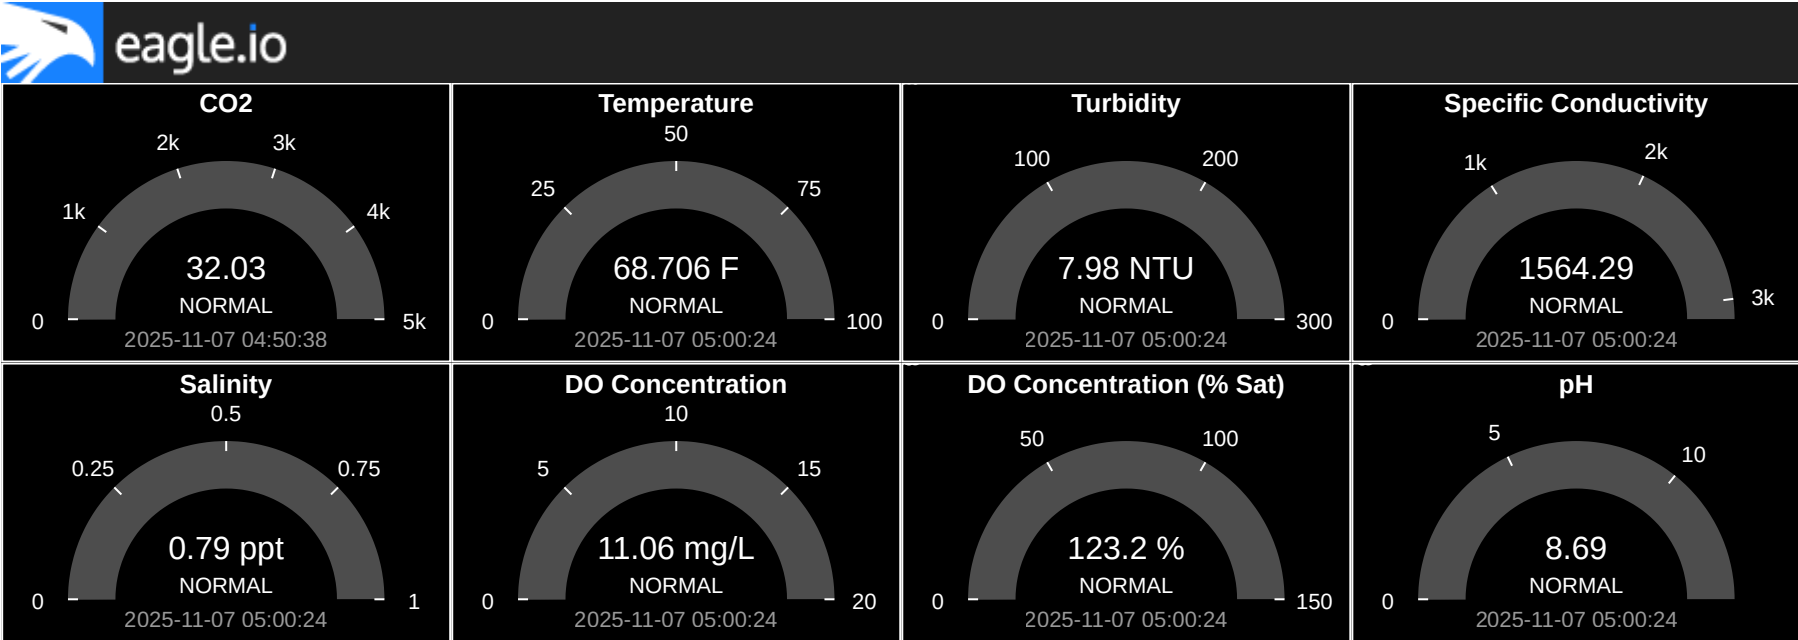 eagle.io
CO2
2k
3k
1k
4k
32.03
NORMAL
0
5k
2025-11-07 04:50:38
Temperature
50
25
75
68.706 F
NORMAL
0
100
2025-11-07 05:00:24
Turbidity
100
200
7.98 NTU
NORMAL
0
300
2025-11-07 05:00:24
Specific Conductivity
1k
2k
1564.29
3k
NORMAL
0
2025-11-07 05:00:24
Salinity
0.5
0.25
0.75
0.79 ppt
NORMAL
0
1
2025-11-07 05:00:24
DO Concentration
10
5
15
11.06 mg/L
NORMAL
0
20
2025-11-07 05:00:24
DO Concentration (% Sat)
50
100
123.2 %
NORMAL
0
150
2025-11-07 05:00:24
pH
5
10
8.69
NORMAL
0
2025-11-07 05:00:24